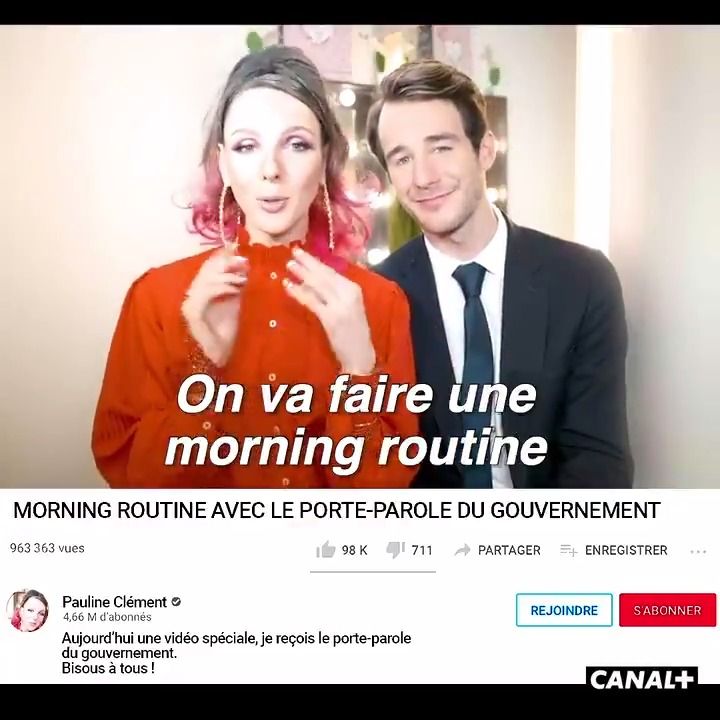 On va faire une
morning routine
MORNING ROUTINE AVEC LE PORTE-PAROLE DU GOUVERNEMENT
963 363 vues
98 K
711
PARTAGER
ENREGISTRER
Pauline Clément
4,66 M d'abonnés
REJOINDRE
S'ABONNER
Aujourd'hui une vidéo spéciale, je reçois le porte-parole
du gouvernement.
Bisous à tous !
CANAL+